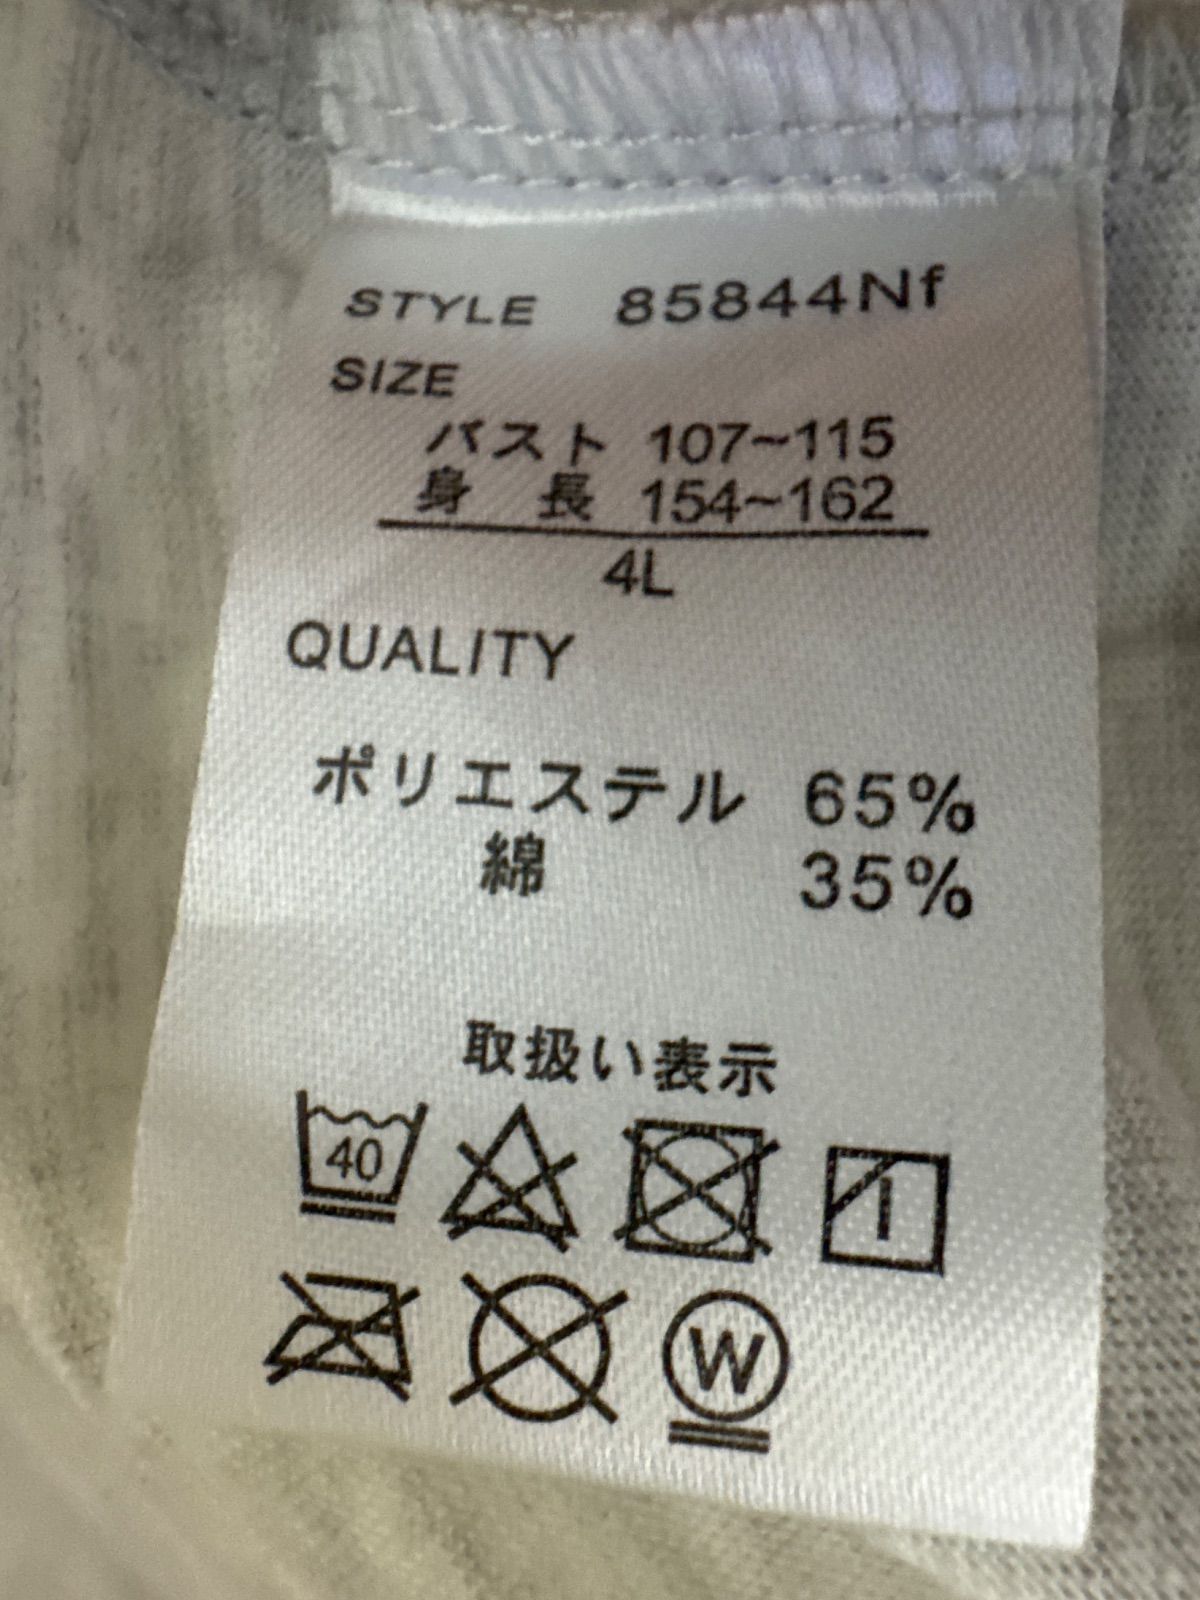 STYLE 85844Nf
SIZE
バスト 107~115
身長 154~162
4L
QUALITY
ポリエステル 65%
綿 35%
取扱い表示
40
W